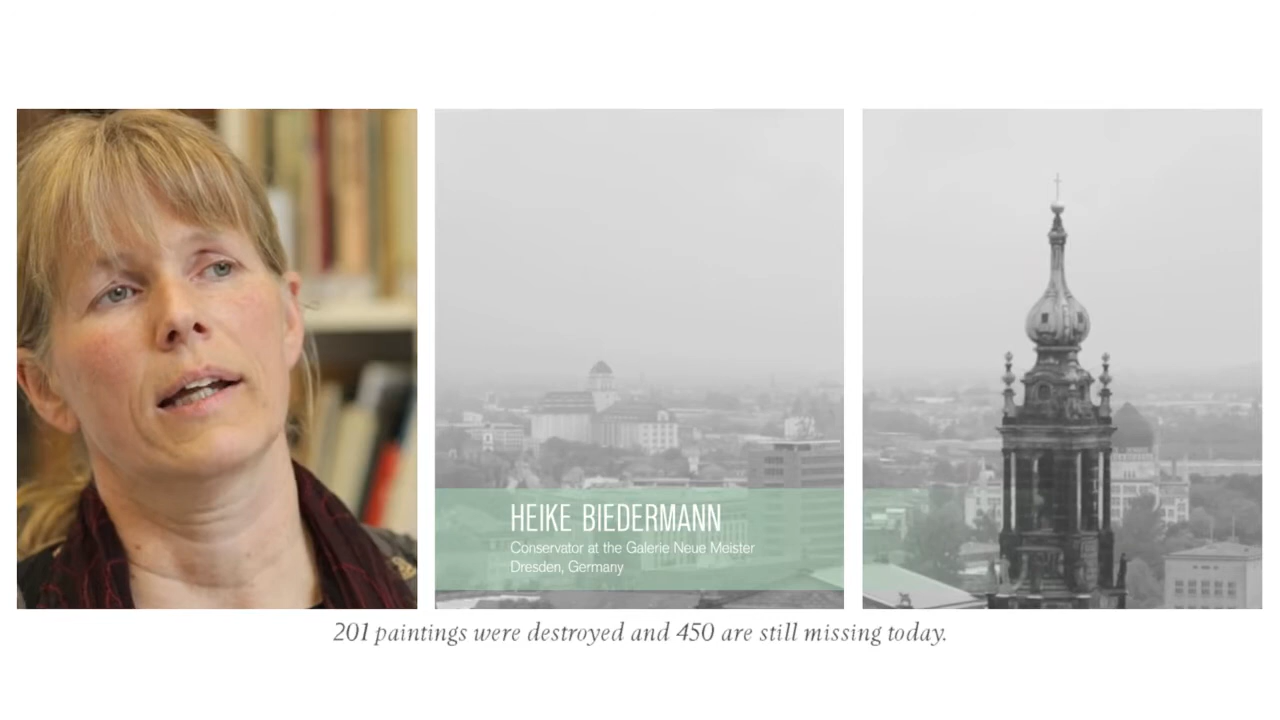 HEIKE BIEDERMANN
Conservator at the Galerie Neue Meister
Dresden, Germany
201 paintings were destroyed and 450 are still missing today.